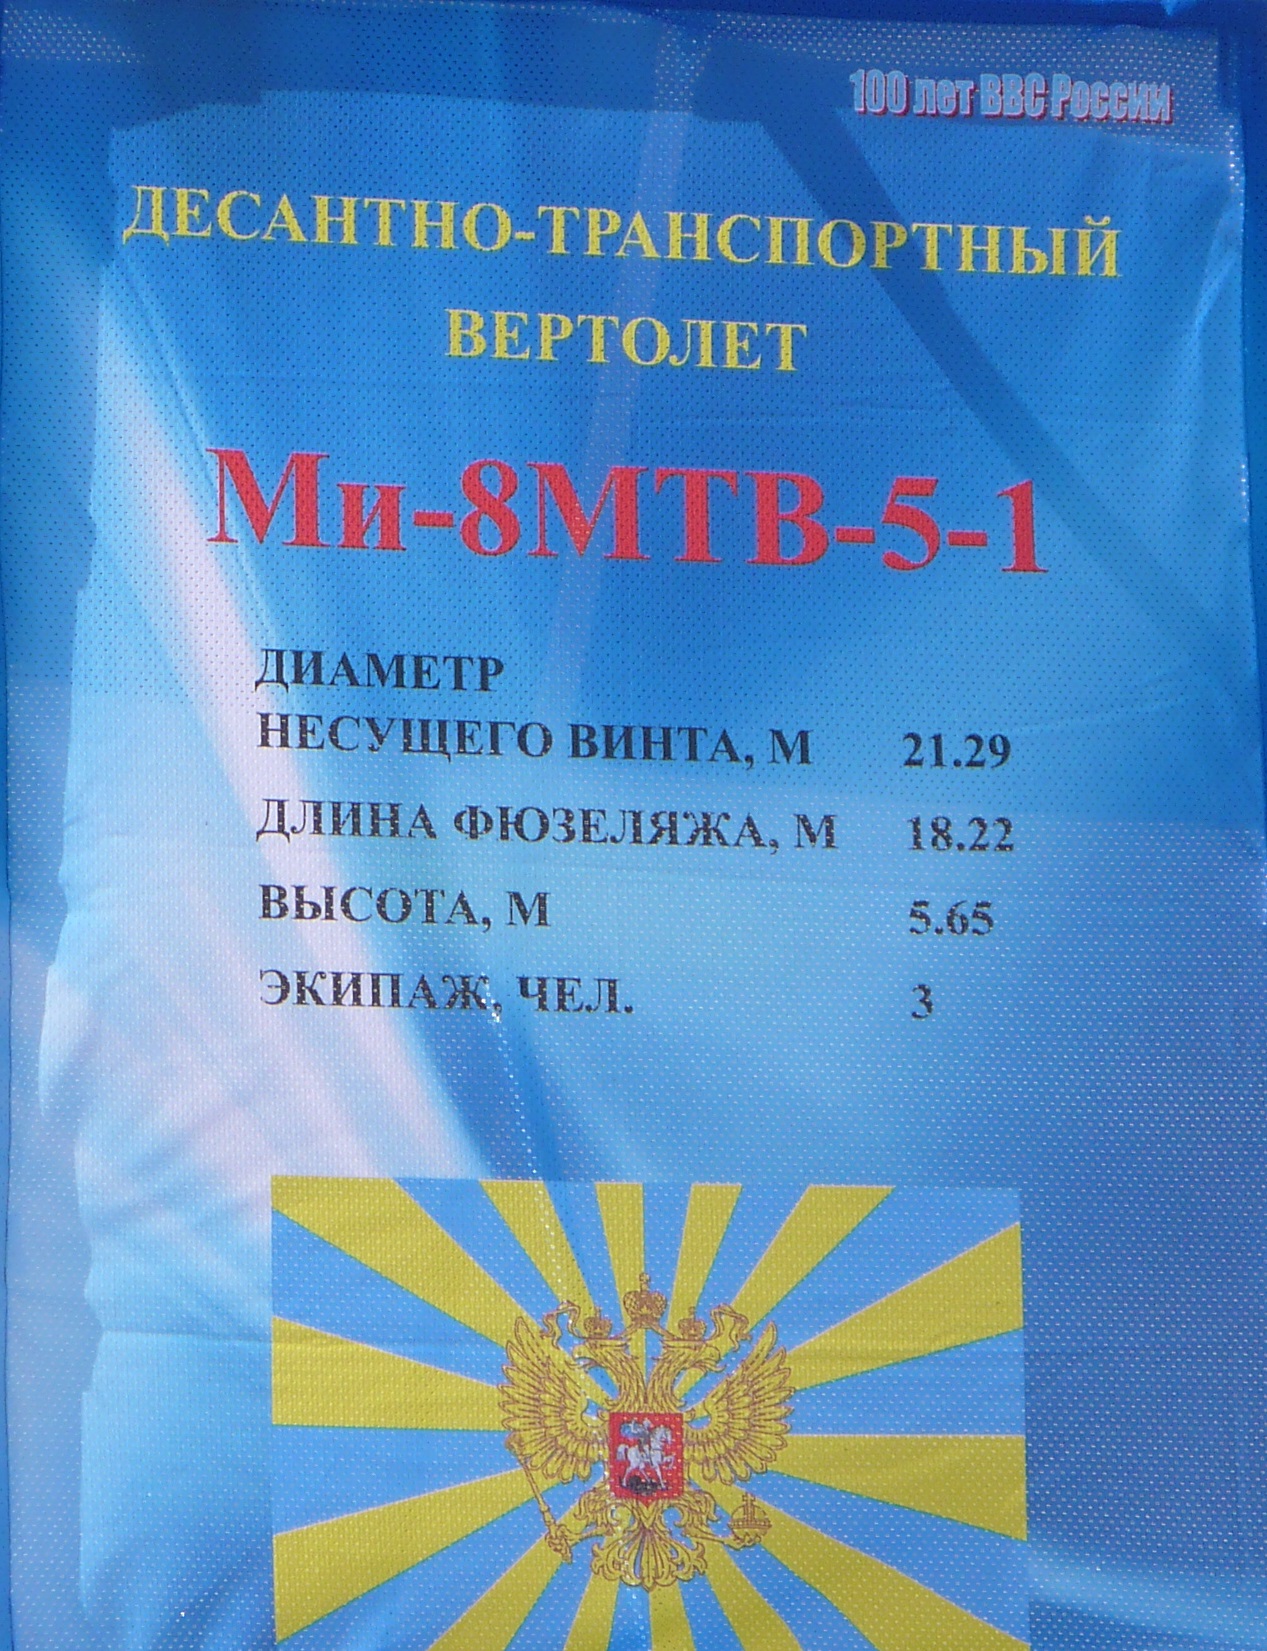 100 лет ВВС России
ДЕСАНТНО-ТРАНСПОРТНЫЙ
ВЕРТОЛЕТ
Ми-8МТВ-5-1
ДИАМЕТР
НЕСУЩЕГО ВИНТА, М 21.29
ДЛИНА ФЮЗЕЛЯЖА, М 18.22
ВЫСОТА, М 5.65
ЭКИПАЖ, ЧЕЛ. 3